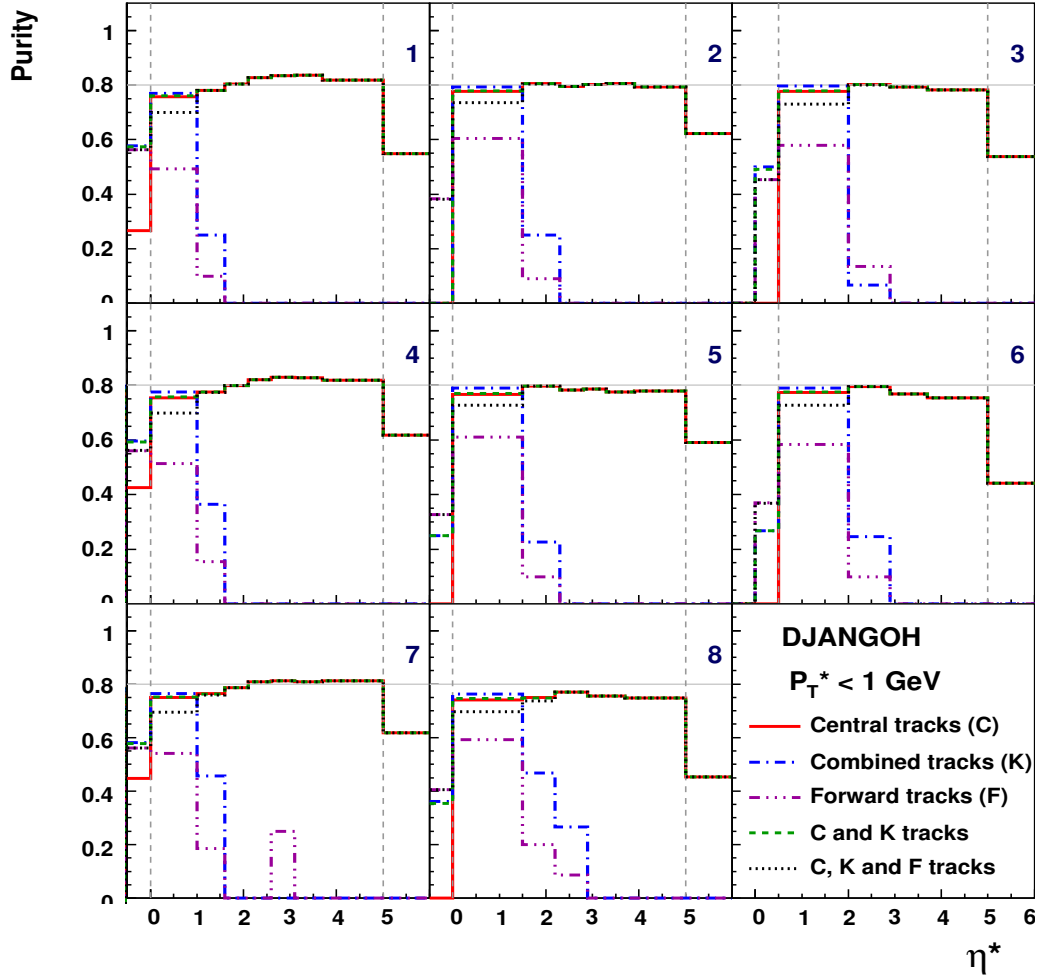 Purity
1
0.8
0.6
0.4
0.2
0
1
2
3
1
0.8
0.6
0.4
0.2
0
4
5
6
1
0.8
0.6
0.4
0.2
0
7
8
DJANGOH
P_T* < 1 GeV
Central tracks (C)
Combined tracks (K)
Forward tracks (F)
C and K tracks
C, K and F tracks
0 1 2 3 4 5 0 1 2 3 4 5 0 1 2 3 4 5 6
η*